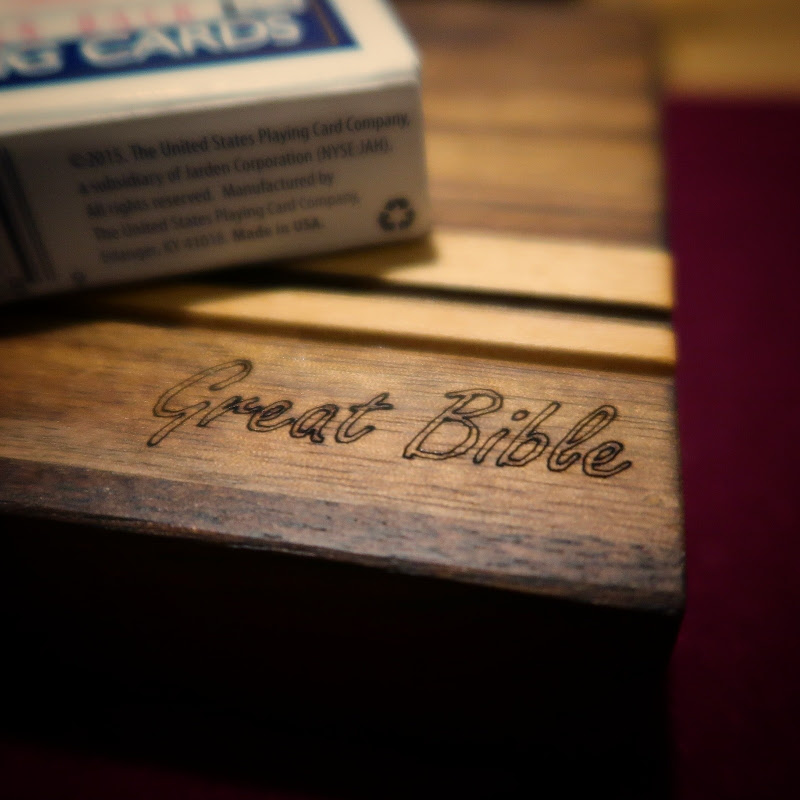 G CARDS
©2015. The United States Playing Card Company,
a subsidiary of Jarden Corporation (NYSE:JAH).
All rights reserved. Manufactured by
The United States Playing Card Company,
Erlanger, KY 41018. Made in USA.
Great Bible